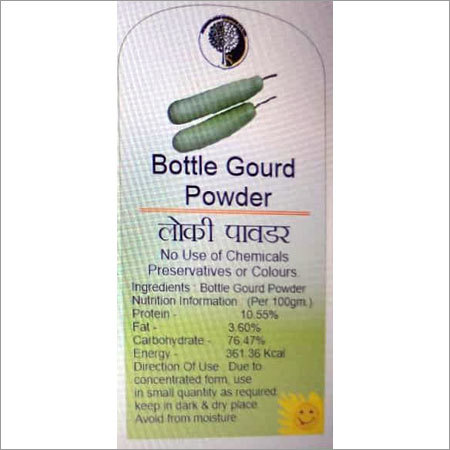 Bottle Gourd
Powder
लोकी पावडर
No Use of Chemicals
Preservatives or Colours
Ingredients : Bottle Gourd Powder
Nutrition Information (Per 100gm.)
Protein - 10.55%
Fat - 3.60%
Carbohydrate - 76.47%
Energy - 361.36 Kcal
Direction Of Use Due to
concentrated form, use
in small quantity as required
keep in dark & dry place
Avoid from moisture